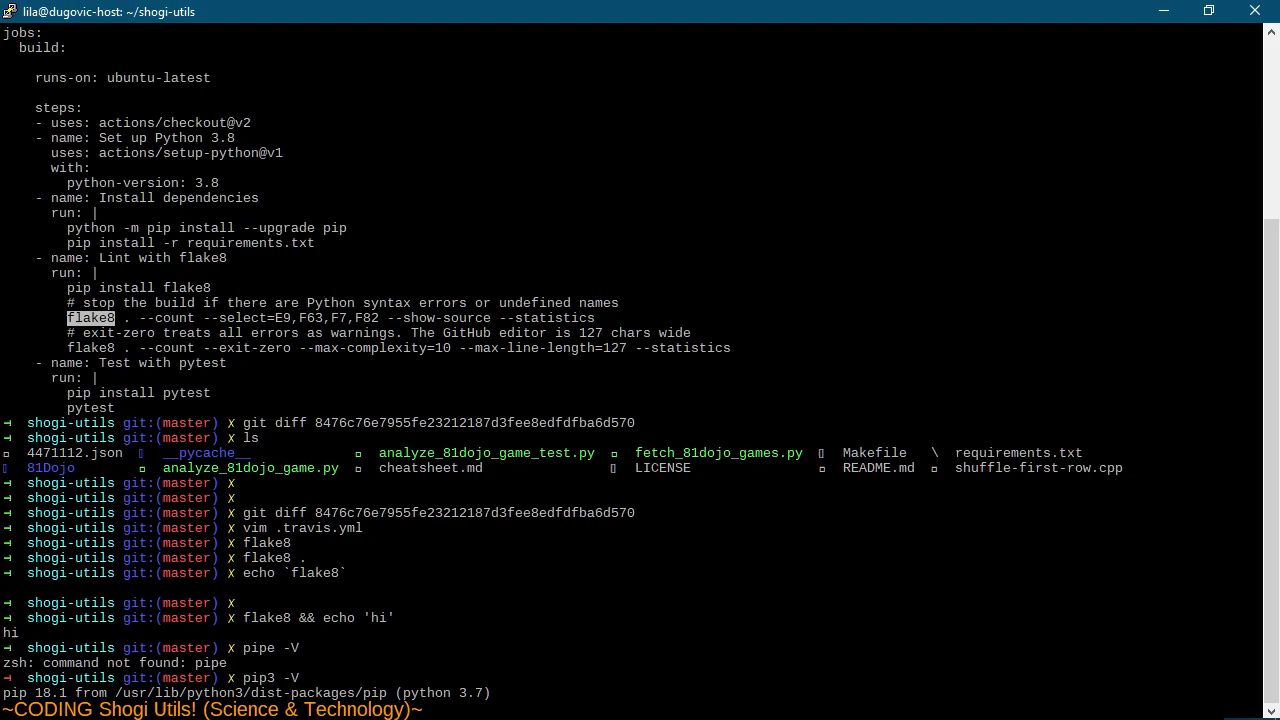 lila@dugovic-host: ~/shogi-utils
jobs:
  build:
    runs-on: ubuntu-latest
    steps:
    - uses: actions/checkout@v2
    - name: Set up Python 3.8
      uses: actions/setup-python@v1
      with:
        python-version: 3.8
    - name: Install dependencies
      run: |
        python -m pip install --upgrade pip
        pip install -r requirements.txt
    - name: Lint with flake8
      run: |
        pip install flake8
        # stop the build if there are Python syntax errors or undefined names
        flake8 . --count --select=E9,F63,F7,F82 --show-source --statistics
        # exit-zero treats all errors as warnings. The GitHub editor is 127 chars wide
        flake8 . --count --exit-zero --max-complexity=10 --max-line-length=127 --statistics
    - name: Test with pytest
      run: |
        pip install pytest
        pytest
shogi-utils git:(master) ✗ git diff 8476c76e7955fe23212187d3fee8edfdfba6d570
shogi-utils git:(master) ✗ ls
4471112.json __pycache__ analyze_81dojo_game_test.py fetch_81dojo_games.py Makefile \ requirements.txt
81Dojo analyze_81dojo_game.py cheatsheet.md LICENSE README.md shuffle-first-row.cpp
shogi-utils git:(master) ✗
shogi-utils git:(master) ✗
shogi-utils git:(master) ✗ git diff 8476c76e7955fe23212187d3fee8edfdfba6d570
shogi-utils git:(master) ✗ vim .travis.yml
shogi-utils git:(master) ✗ flake8
shogi-utils git:(master) ✗ flake8 .
shogi-utils git:(master) ✗ echo `flake8`
shogi-utils git:(master) ✗
shogi-utils git:(master) ✗ flake8 && echo 'hi'
hi
shogi-utils git:(master) ✗ pipe -V
zsh: command not found: pipe
shogi-utils git:(master) ✗ pip3 -V
pip 18.1 from /usr/lib/python3/dist-packages/pip (python 3.7)
~CODING Shogi Utils! (Science & Technology)~